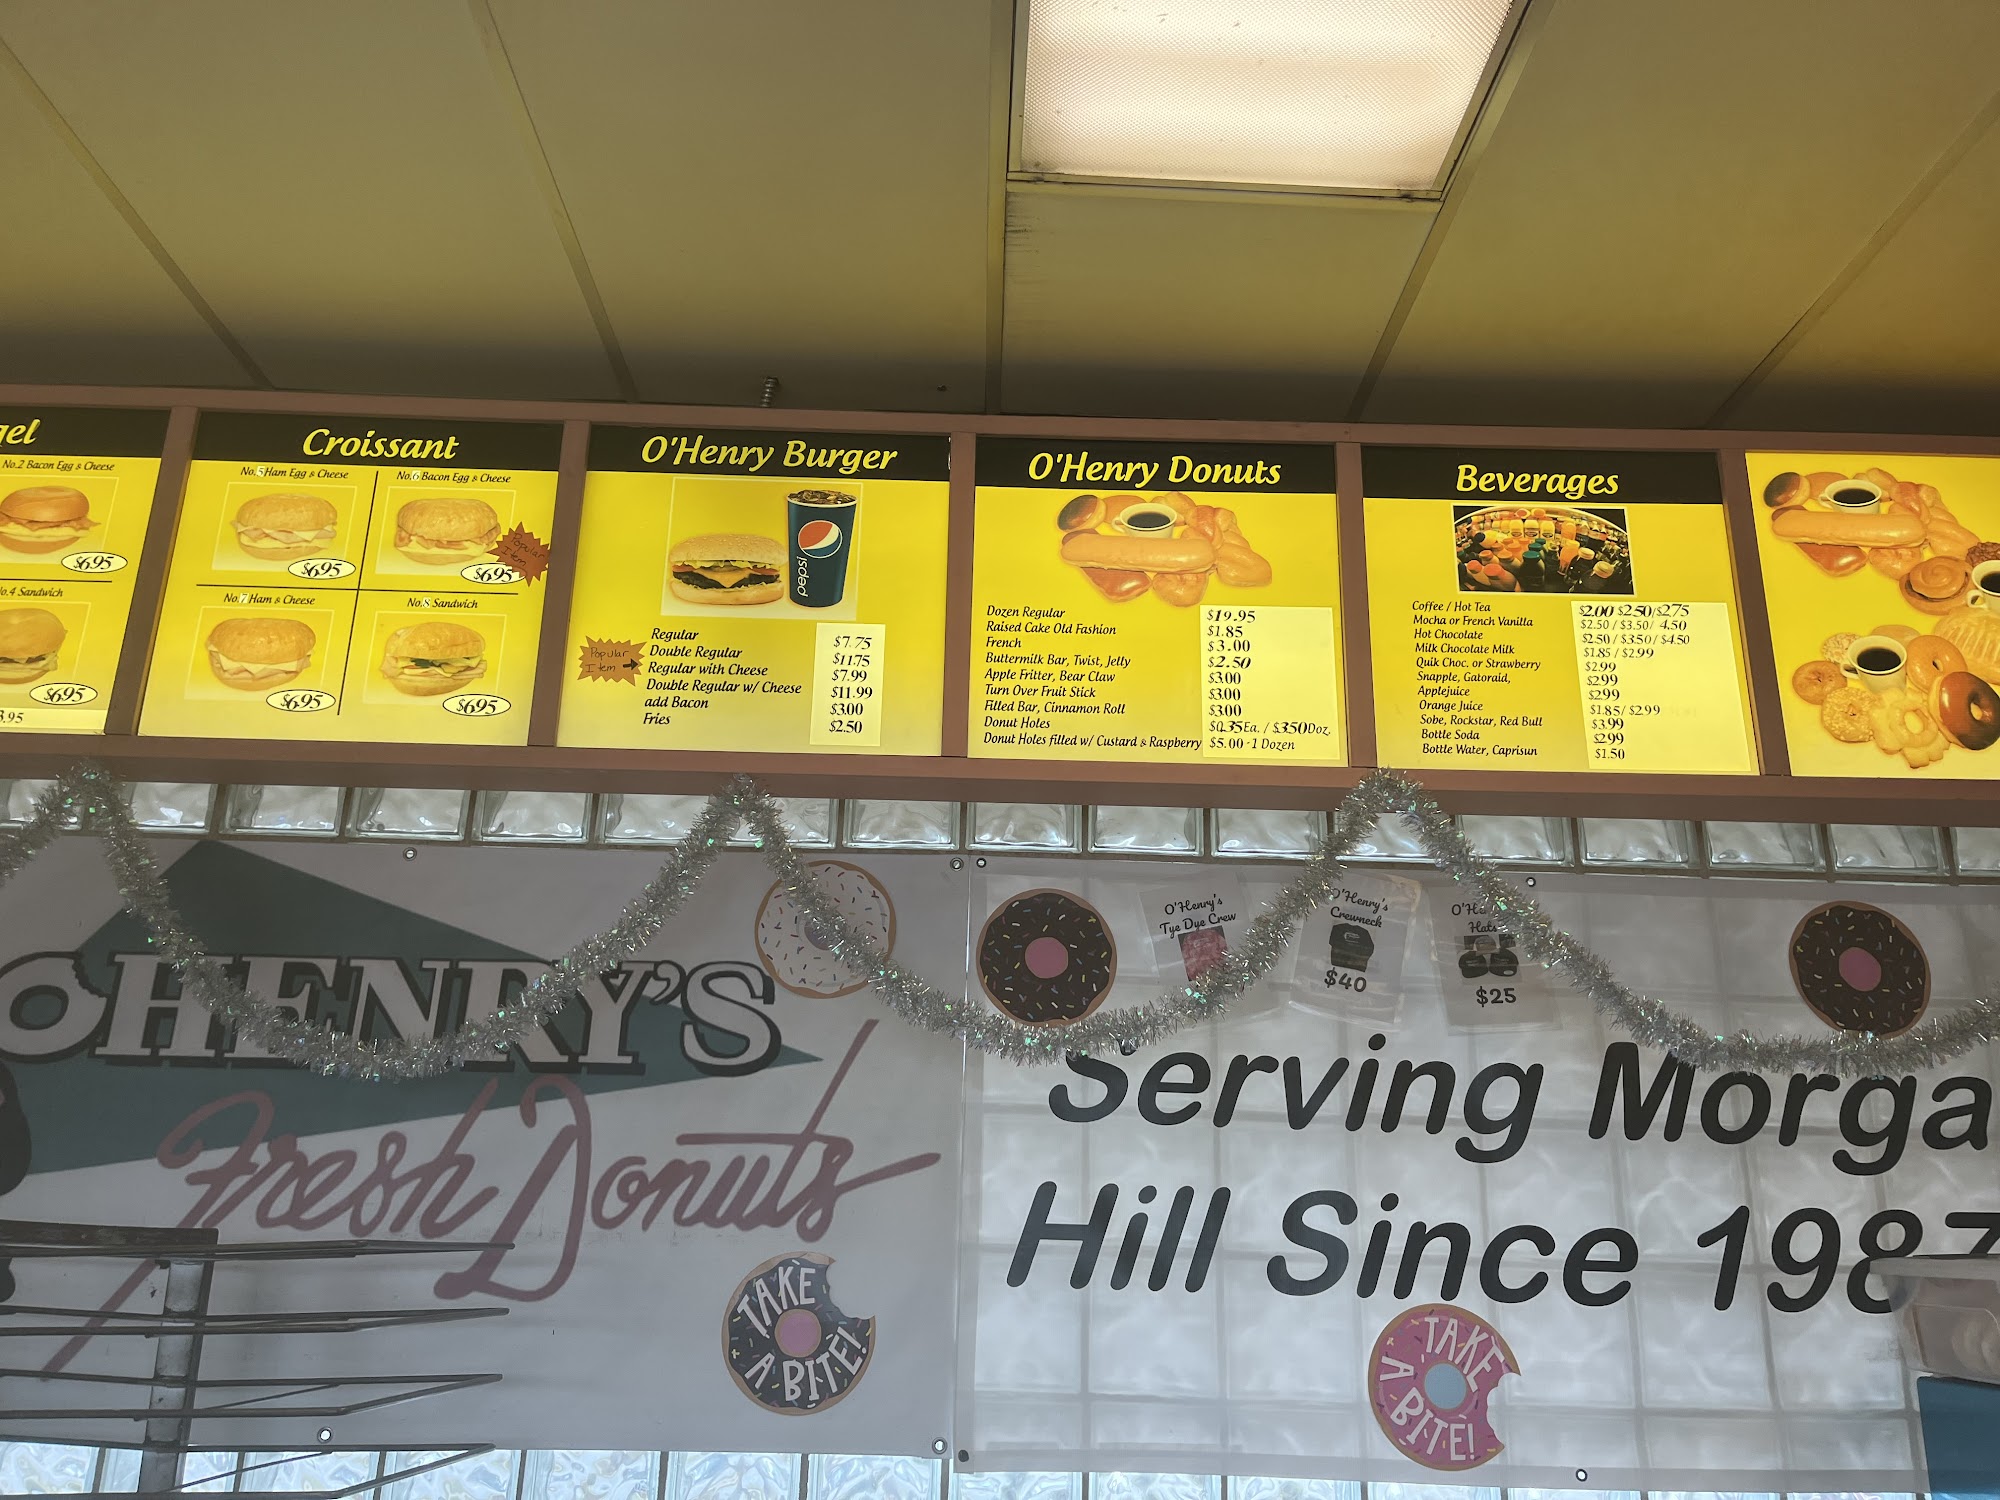 gel
No.2 Bacon Egg & Cheese
$6.95
No.4 Sandwich
$6.95
3.95
Croissant
No.5 Ham Egg & Cheese
$6.95
No.6 Bacon Egg & Cheese
Popular
Item
$6.95
No.7 Ham & Cheese
$6.95
No.8 Sandwich
$6.95
O'Henry Burger
pepsi
Popular
Item
Regular $7.75
Double Regular $11.75
Regular with Cheese $7.99
Double Regular w/ Cheese $11.99
add Bacon $3.00
Fries $2.50
O'Henry Donuts
Dozen Regular $19.95
Raised Cake Old Fashion $1.85
French $3.00
Buttermilk Bar, Twist, Jelly $2.50
Apple Fritter, Bear Claw $3.00
Turn Over Fruit Stick $3.00
Filled Bar, Cinnamon Roll $3.00
Donut Holes $0.35 Ea. / $3.50 Doz.
Donut Holes filled w/ Custard & Raspberry $5.00 - 1 Dozen
Beverages
Coffee / Hot Tea $2.00 $2.50/$2.75
Mocha or French Vanilla $2.50 / $3.50/ 4.50
Hot Chocolate $2.50 / $3.50/ $4.50
Milk Chocolate Milk $1.85 / $2.99
Quik Choc. or Strawberry $2.99
Snapple, Gatoraid, $2.99
Applejuice $2.99
Orange Juice $1.85/ $2.99
Sobe, Rockstar, Red Bull $3.99
Bottle Soda $2.99
Bottle Water, Caprisun $1.50
OHENRY'S
Fresh Donuts
TAKE
A BITE!
O'Henry's
Tye Dye Crew
O'Henry's
Crewneck
$40
O'He
Hats
$25
Serving Morga
Hill Since 1987
TAKE
A BITE!